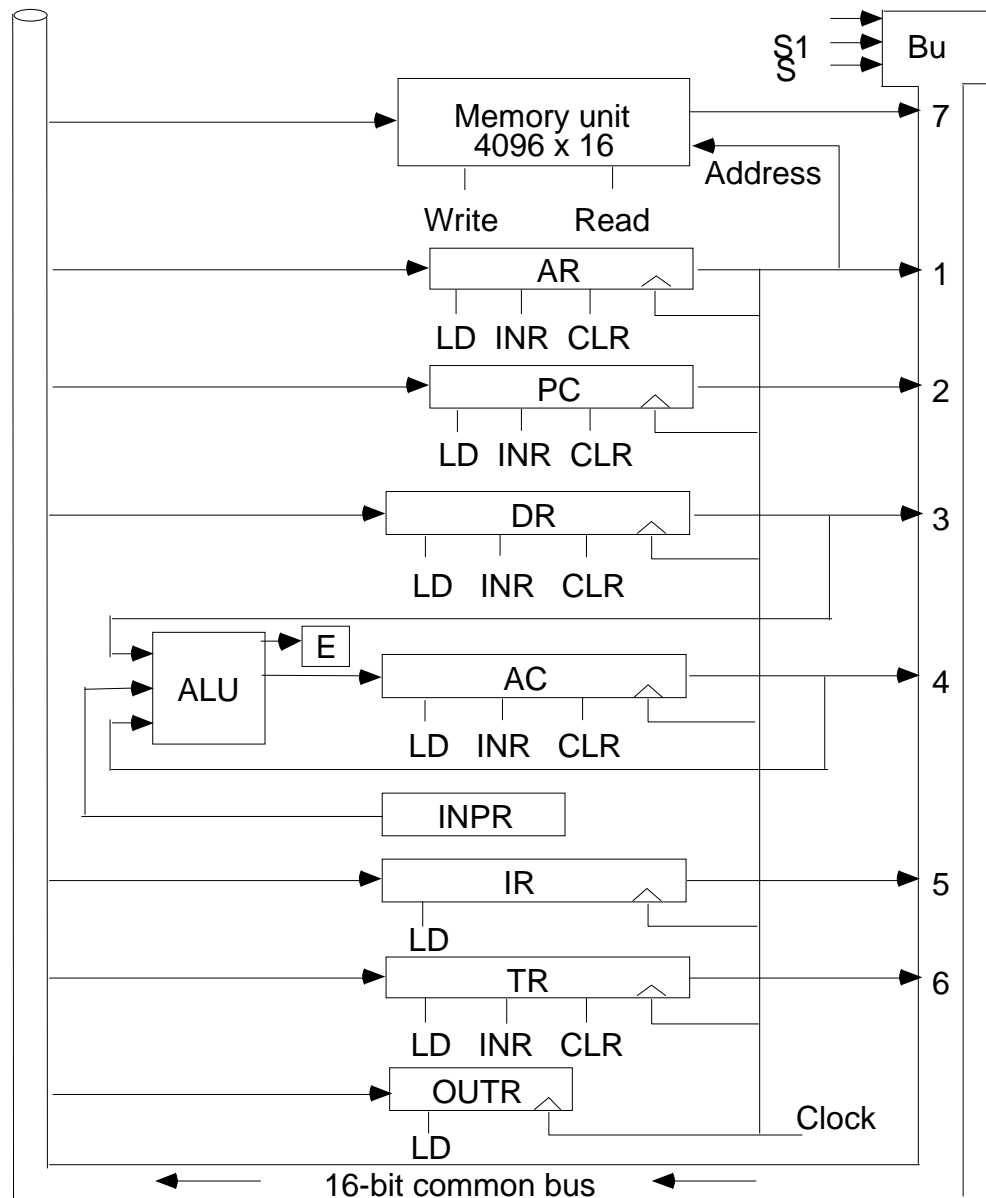 S1
S
Bu
Memory unit
4096 x 16
7
Address
Write Read
AR
1
LD INR CLR
PC
2
LD INR CLR
DR
3
LD INR CLR
E
ALU
AC
4
LD INR CLR
INPR
IR
5
LD
TR
6
LD INR CLR
OUTR
Clock
LD
16-bit common bus